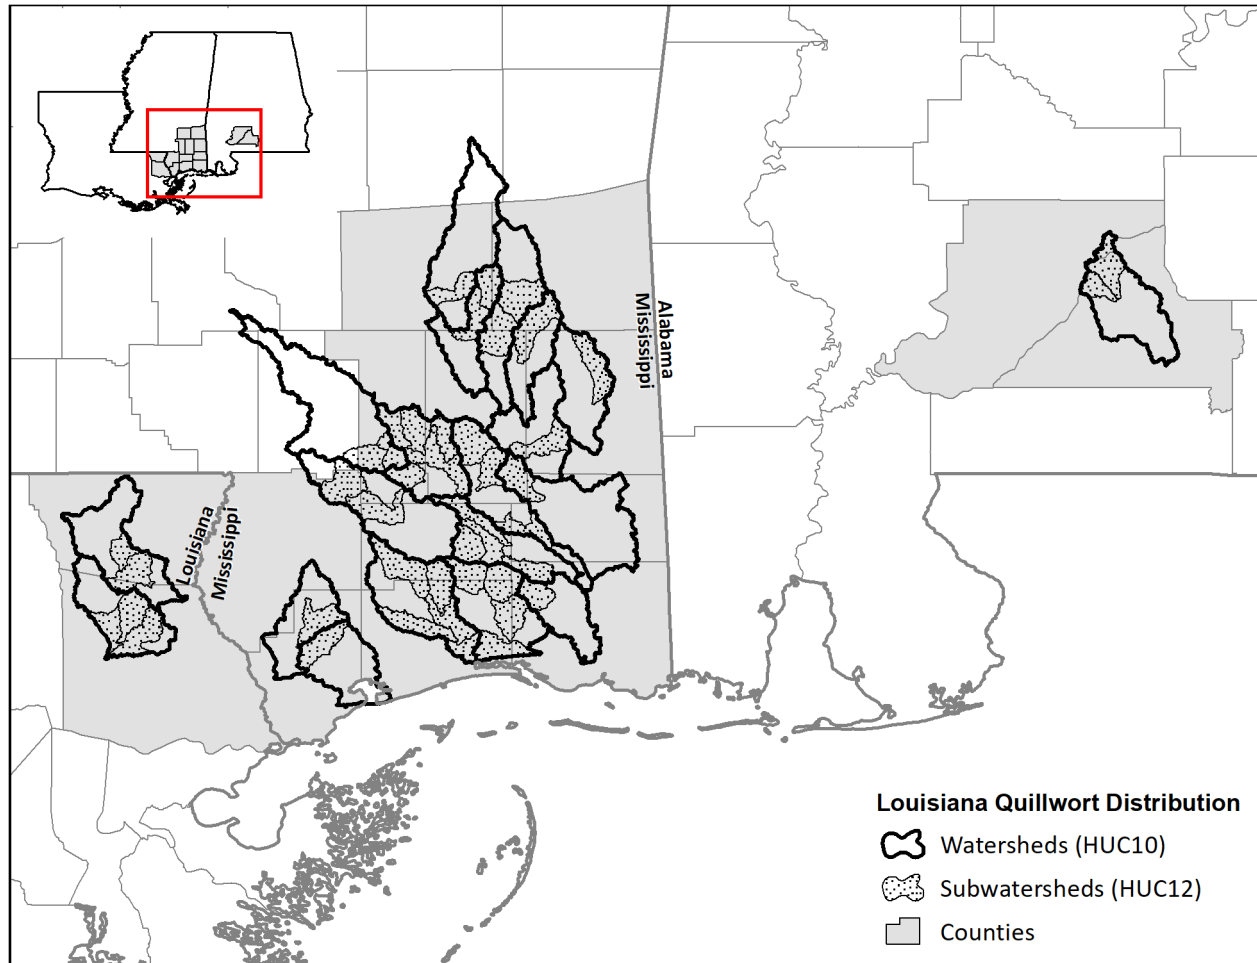 Alabama
Mississippi
Louisiana
Mississippi
Louisiana Quillwort Distribution
Watersheds (HUC10)
Subwatersheds (HUC12)
Counties